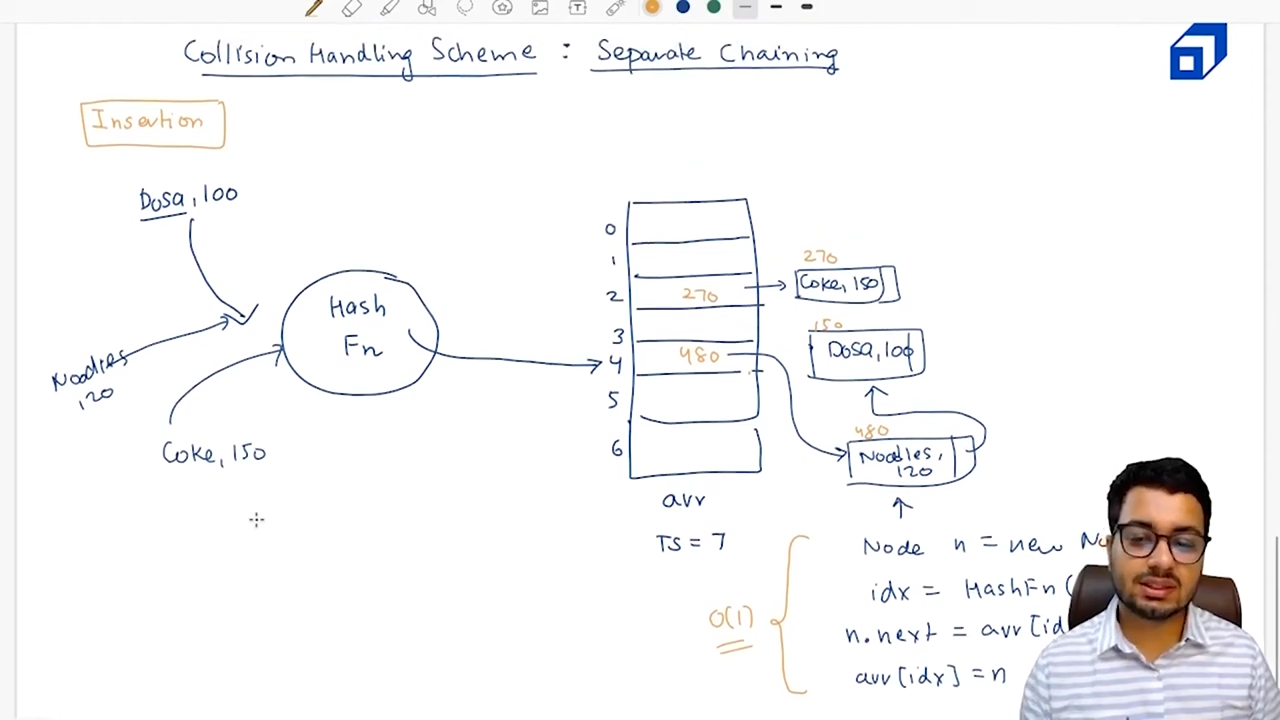 Collision Handling Scheme : Separate Chaining
Insertion
Dosa, 100
Noodles
120
Coke, 150
Hash
Fn
0
1
2
3
4
5
6
270
480
arr
TS = 7
270
Coke, 150
150
Dosa, 100
480
Noodles,
120
O(1)
Node n = new
idx = HashFn(
n.next = arr[id
arr[idx] = n